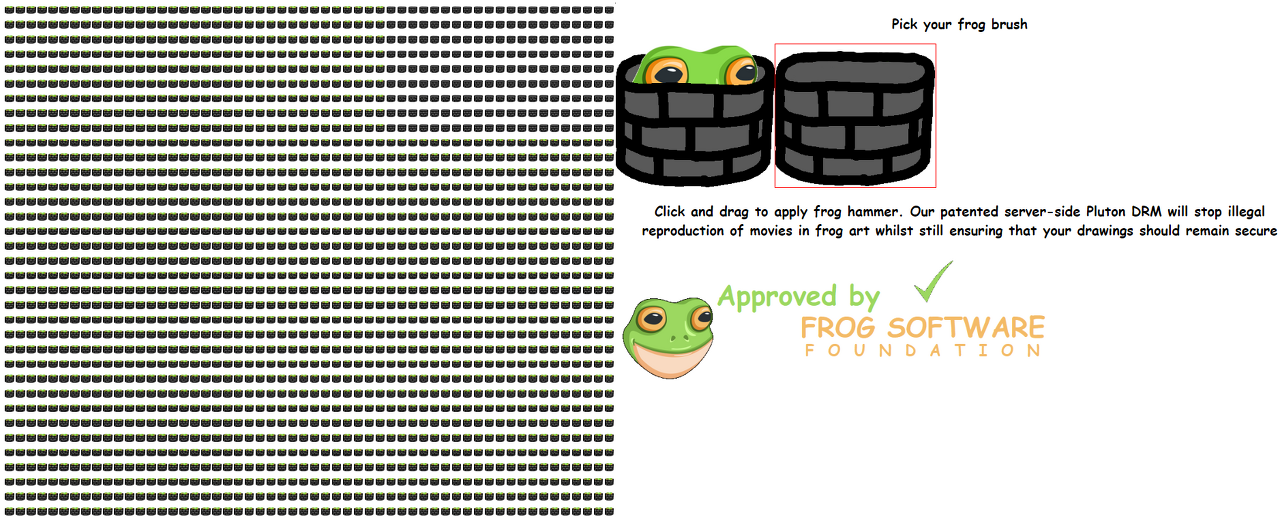 Pick your frog brush
Click and drag to apply frog hammer. Our patented server-side Pluton DRM will stop illegal
reproduction of movies in frog art whilst still ensuring that your drawings should remain secure
Approved by
FROG SOFTWARE
FOUNDATION